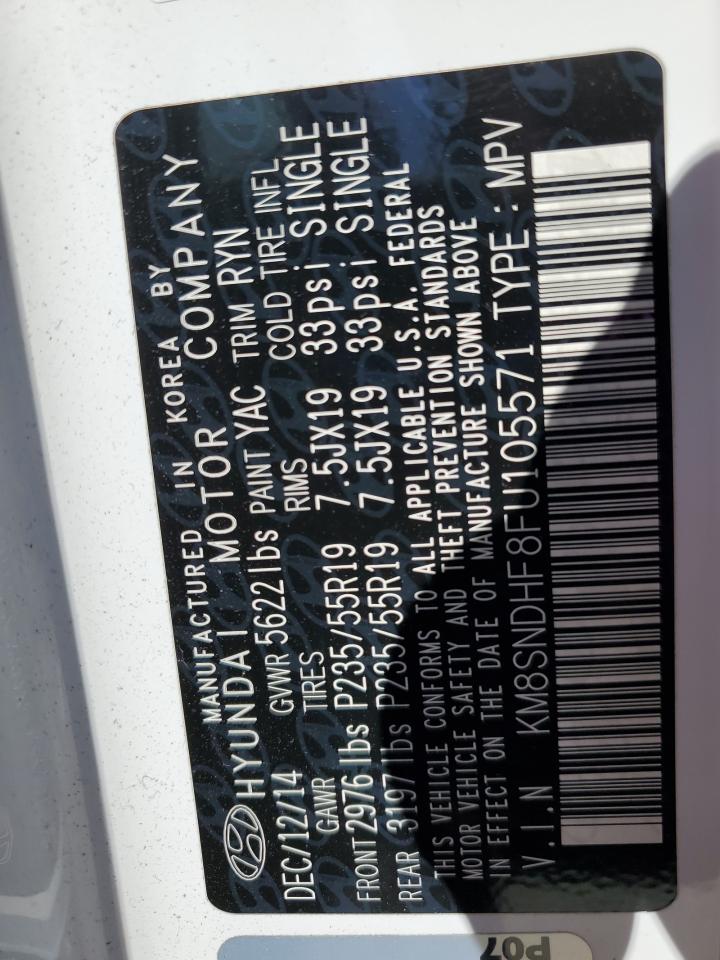 MANUFACTURED IN KOREA BY
HYUNDAI MOTOR COMPANY
DEC/12/14 GVWR 5622 lbs PAINT YAC TRIM RYN
GAWR TIRES RIMS COLD TIRE INFL
FRONT 2976 lbs P235/55R19 7.5JX19 33psi SINGLE
REAR 3197 lbs P235/55R19 7.5JX19 33psi SINGLE
THIS VEHICLE CONFORMS TO ALL APPLICABLE U.S.A. FEDERAL
MOTOR VEHICLE SAFETY AND THEFT PREVENTION STANDARDS
IN EFFECT ON THE DATE OF MANUFACTURE SHOWN ABOVE
V.I.N KM8SNDHF8FU105571 TYPE : MPV
P07